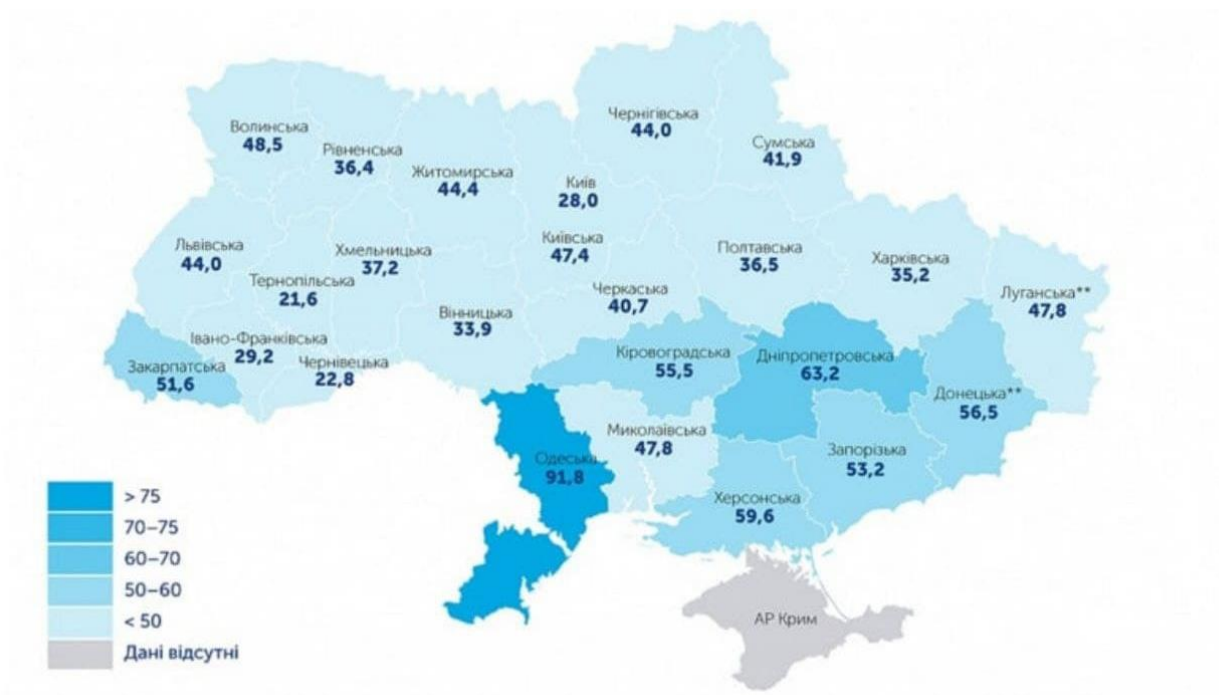 Волинська
48,5
Рівненська
36,4
Житомирська
44,4
Київ
28,0
Чернігівська
44,0
Сумська
41,9
Львівська
44,0
Тернопільська
21,6
Хмельницька
37,2
Київська
47,4
Черкаська
40,7
Полтавська
36,5
Харківська
35,2
Луганська**
47,8
Закарпатська
51,6
Івано-Франківська
29,2
Чернівецька
22,8
Вінницька
33,9
Кіровоградська
55,5
Дніпропетровська
63,2
Донецька**
56,5
Одеська
91,8
Миколаївська
47,8
Запорізька
53,2
Херсонська
59,6
АР Крим
> 75
70–75
60–70
50–60
< 50
Дані відсутні